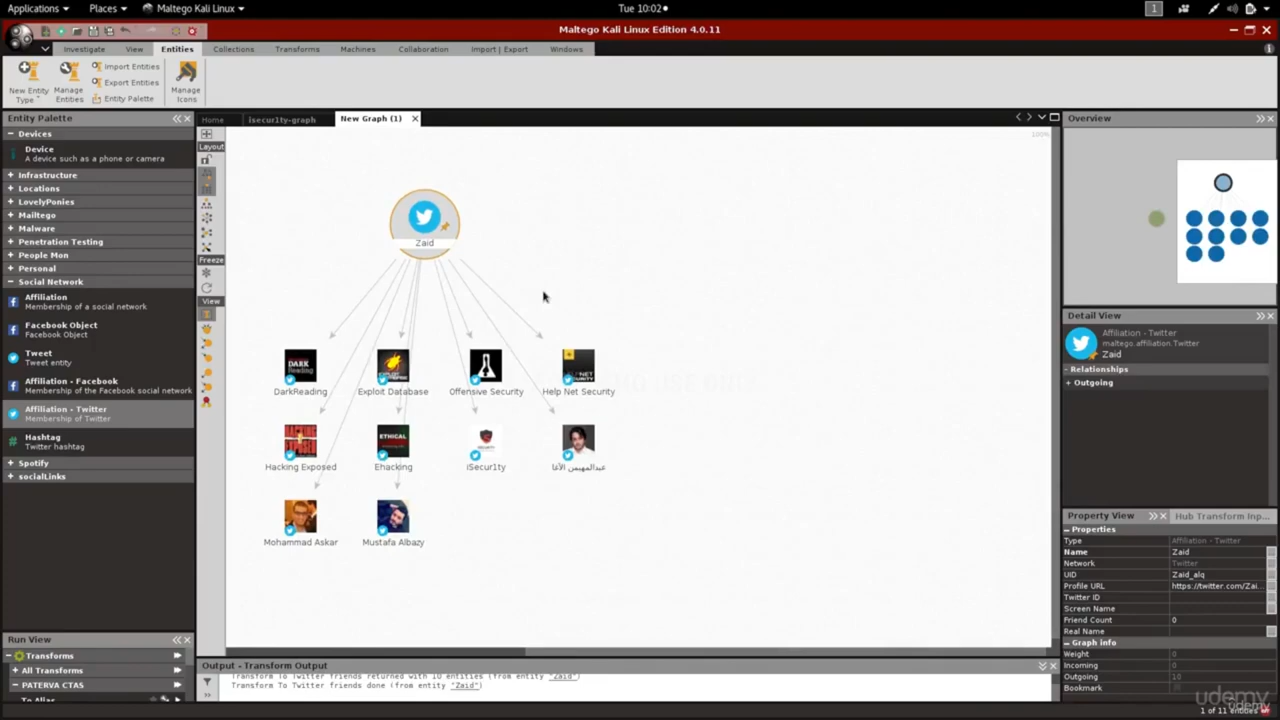 Applications
Places
Maltego Kali Linux
Tue 10:02
1
Maltego Kali Linux Edition 4.0.11
Investigate
View
Entities
Collections
Transforms
Machines
Collaboration
Import | Export
Windows
New Entity
Type
Manage
Entities
Import Entities
Export Entities
Entity Palette
Manage
Icons
Entity Palette
Devices
Device
A device such as a phone or camera
Infrastructure
Locations
LovelyPonies
Maltego
Malware
Penetration Testing
People Mon
Personal
Social Network
Affiliation
Membership of a social network
Facebook Object
Facebook Object
Tweet
Tweet entity
Affiliation - Facebook
Membership of the Facebook social network
Affiliation - Twitter
Membership of Twitter
Hashtag
Twitter hashtag
Spotify
socialLinks
Run View
Transforms
All Transforms
PATERVA CTAS
To Alias
Home
isecur1ty-graph
New Graph (1)
Layout
Freeze
View
100%
Zaid
DarkReading
Exploit Database
Offensive Security
Help Net Security
Hacking Exposed
Ehacking
iSecur1ty
عبدالمهيمن الآغا
Mohammad Askar
Mustafa Albazy
Output - Transform Output
Transform To Twitter friends returned with 10 entities (from entity "Zaid")
Transform To Twitter friends done (from entity "Zaid")
Overview
Detail View
Affiliation - Twitter
maltego.affiliation.Twitter
Zaid
Relationships
Outgoing
Property View
Hub Transform Inp...
Properties
Type Affiliation - Twitter
Name Zaid
Network Twitter
UID Zaid_alq
Profile URL https://twitter.com/Zai...
Twitter ID
Screen Name
Friend Count 0
Real Name
Graph info
Weight 0
Incoming 0
Outgoing 10
Bookmark
udemy
1 of 11 entities